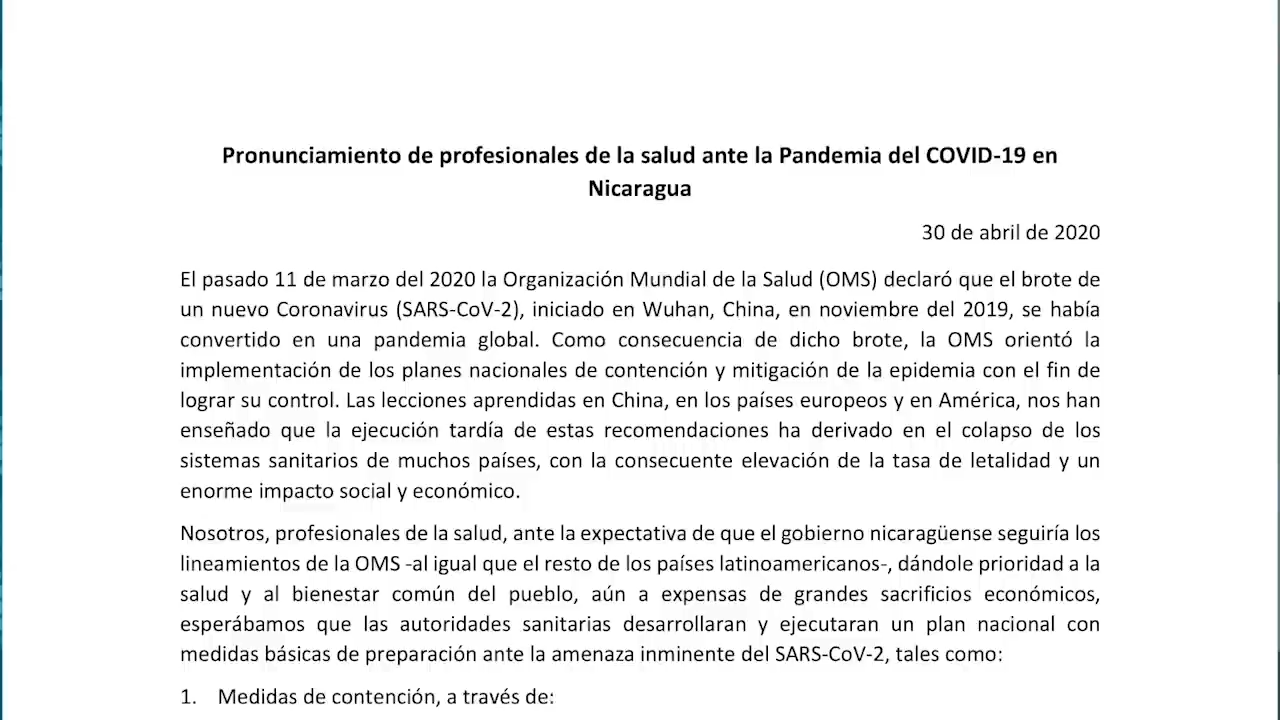 Pronunciamiento de profesionales de la salud ante la Pandemia del COVID-19 en
Nicaragua
30 de abril de 2020
El pasado 11 de marzo del 2020 la Organización Mundial de la Salud (OMS) declaró que el brote de
un nuevo Coronavirus (SARS-CoV-2), iniciado en Wuhan, China, en noviembre del 2019, se había
convertido en una pandemia global. Como consecuencia de dicho brote, la OMS orientó la
implementación de los planes nacionales de contención y mitigación de la epidemia con el fin de
lograr su control. Las lecciones aprendidas en China, en los países europeos y en América, nos han
enseñado que la ejecución tardía de estas recomendaciones ha derivado en el colapso de los
sistemas sanitarios de muchos países, con la consecuente elevación de la tasa de letalidad y un
enorme impacto social y económico.
Nosotros, profesionales de la salud, ante la expectativa de que el gobierno nicaragüense seguiría los
lineamientos de la OMS -al igual que el resto de los países latinoamericanos-, dándole prioridad a la
salud y al bienestar común del pueblo, aún a expensas de grandes sacrificios económicos,
esperábamos que las autoridades sanitarias desarrollaran y ejecutaran un plan nacional con
medidas básicas de preparación ante la amenaza inminente del SARS-CoV-2, tales como:
1. Medidas de contención, a través de: